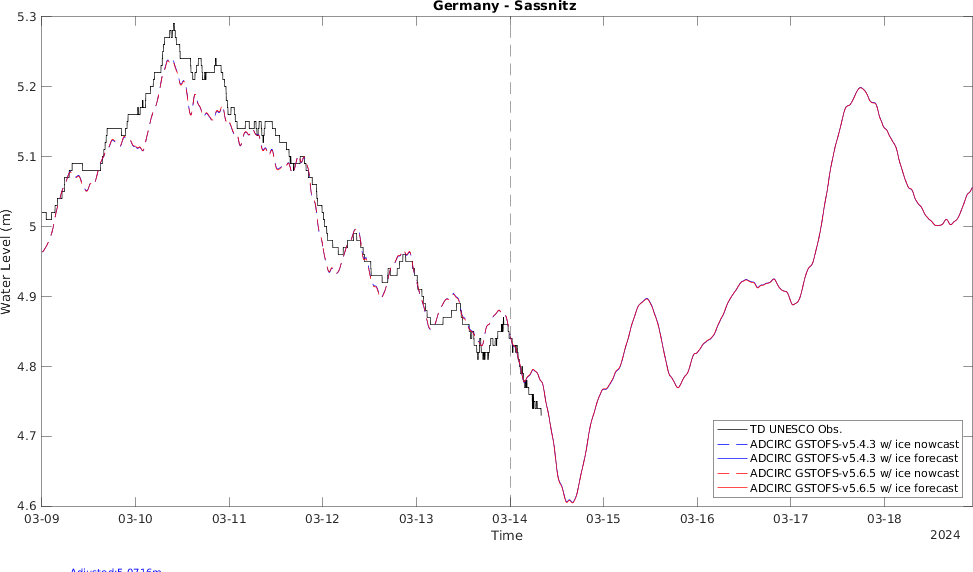 Germany - Sassnitz
5.3
5.2
5.1
5
4.9
4.8
4.7
4.6
Water Level (m)
03-09 03-10 03-11 03-12 03-13 03-14 03-15 03-16 03-17 03-18
Time
2024
TD UNESCO Obs.
ADCIRC GSTOFS-v5.4.3 w/ ice nowcast
ADCIRC GSTOFS-v5.4.3 w/ ice forecast
ADCIRC GSTOFS-v5.6.5 w/ ice nowcast
ADCIRC GSTOFS-v5.6.5 w/ ice forecast
Adjusted:5.0716m